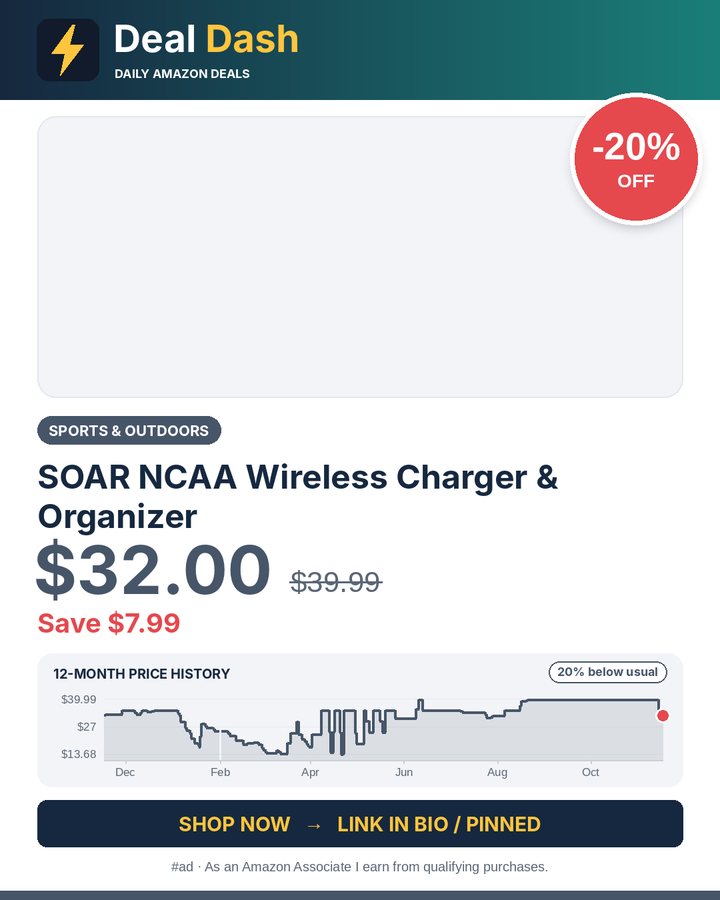 Deal Dash
DAILY AMAZON DEALS
-20%
OFF
SPORTS & OUTDOORS
SOAR NCAA Wireless Charger &
Organizer
$32.00 $39.99
Save $7.99
12-MONTH PRICE HISTORY
20% below usual
$39.99
$27
$13.68
Dec Feb Apr Jun Aug Oct
SHOP NOW → LINK IN BIO / PINNED
#ad · As an Amazon Associate I earn from qualifying purchases.